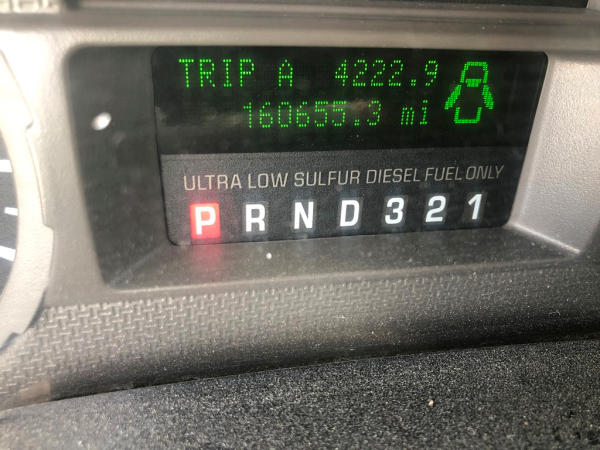 TRIP A 4222.9
160655.3 mi
ULTRA LOW SULFUR DIESEL FUEL ONLY
P R N D 3 2 1